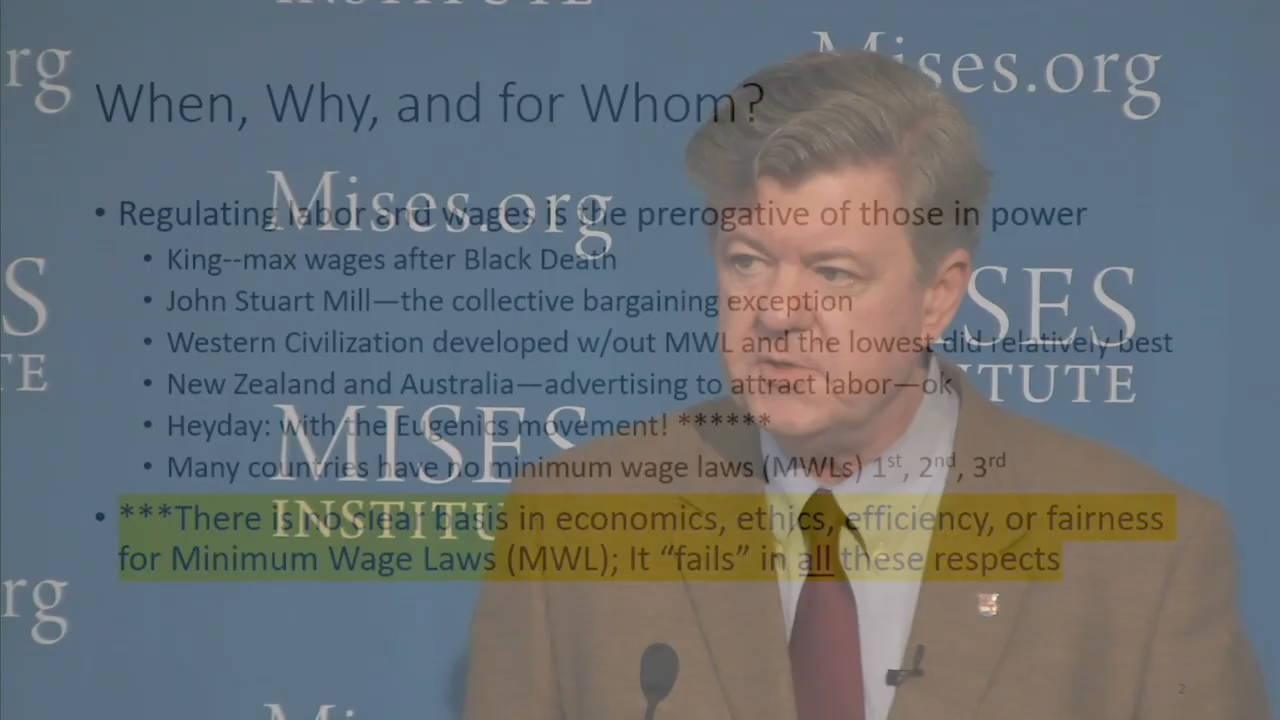 INSTITUTE
rg
Mises.org
When, Why, and for Whom?
Mises.org
• Regulating labor and wages is the prerogative of those in power
• King--max wages after Black Death
SES
S
• John Stuart Mill—the collective bargaining exception
• Western Civilization developed w/out MWL and the lowest did relatively best
TE
TUTE
• New Zealand and Australia—advertising to attract labor—ok
MISES
• Heyday: with the Eugenics movement! ******
• Many countries have no minimum wage laws (MWLs) 1st, 2nd, 3rd
INSTITU
• ***There is no clear basis in economics, ethics, efficiency, or fairness
for Minimum Wage Laws (MWL); It “fails” in all these respects
rg
2
Mi